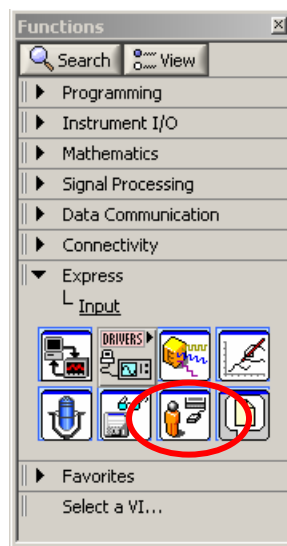 Functions
Search View
Programming
Instrument I/O
Mathematics
Signal Processing
Data Communication
Connectivity
Express
Input
DRIVERS
Favorites
Select a VI...